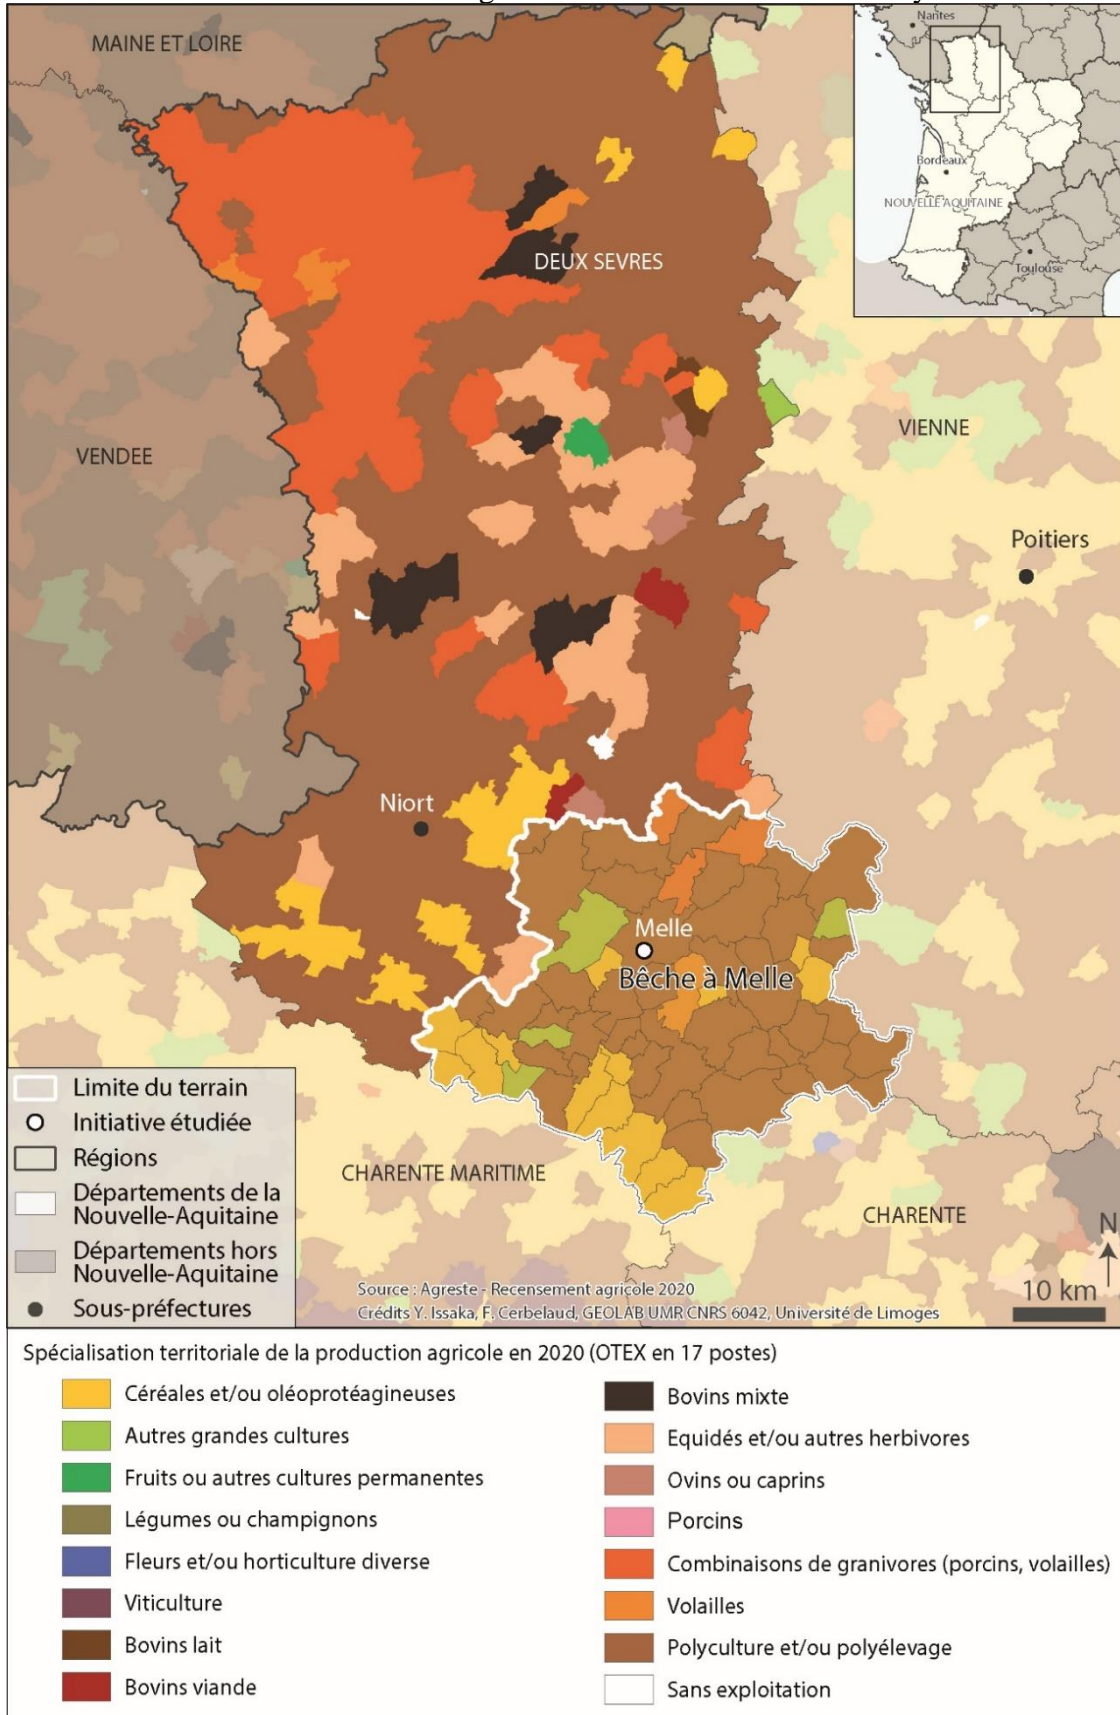 Nantes
MAINE ET LOIRE
Bordeaux
NOUVELLE AQUITAINE
Toulouse
DEUX SEVRES
VENDEE
VIENNE
Poitiers
Niort
Melle
Bêche à Melle
Limite du terrain
Initiative étudiée
Régions
Départements de la
Nouvelle-Aquitaine
Départements hors
Nouvelle-Aquitaine
Sous-préfectures
CHARENTE MARITIME
CHARENTE
N
10 km
Source : Agreste - Recensement agricole 2020
Crédits Y. Issaka, F. Cerbelaud, GEOLAB UMR CNRS 6042, Université de Limoges
Spécialisation territoriale de la production agricole en 2020 (OTEX en 17 postes)
Céréales et/ou oléoprotéagineuses
Autres grandes cultures
Fruits ou autres cultures permanentes
Légumes ou champignons
Fleurs et/ou horticulture diverse
Viticulture
Bovins lait
Bovins viande
Bovins mixte
Equidés et/ou autres herbivores
Ovins ou caprins
Porcins
Combinaisons de granivores (porcins, volailles)
Volailles
Polyculture et/ou polyélevage
Sans exploitation